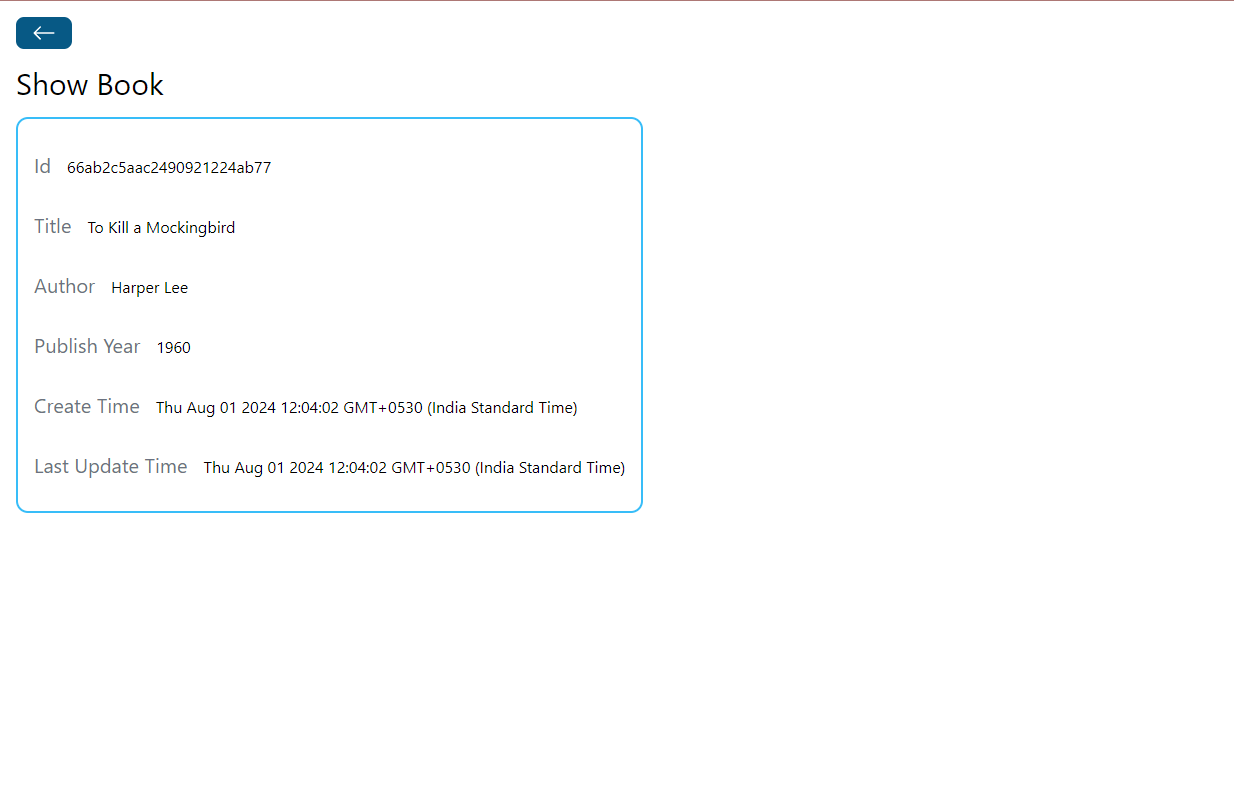 Show Book
Id 66ab2c5aac2490921224ab77
Title To Kill a Mockingbird
Author Harper Lee
Publish Year 1960
Create Time Thu Aug 01 2024 12:04:02 GMT+0530 (India Standard Time)
Last Update Time Thu Aug 01 2024 12:04:02 GMT+0530 (India Standard Time)